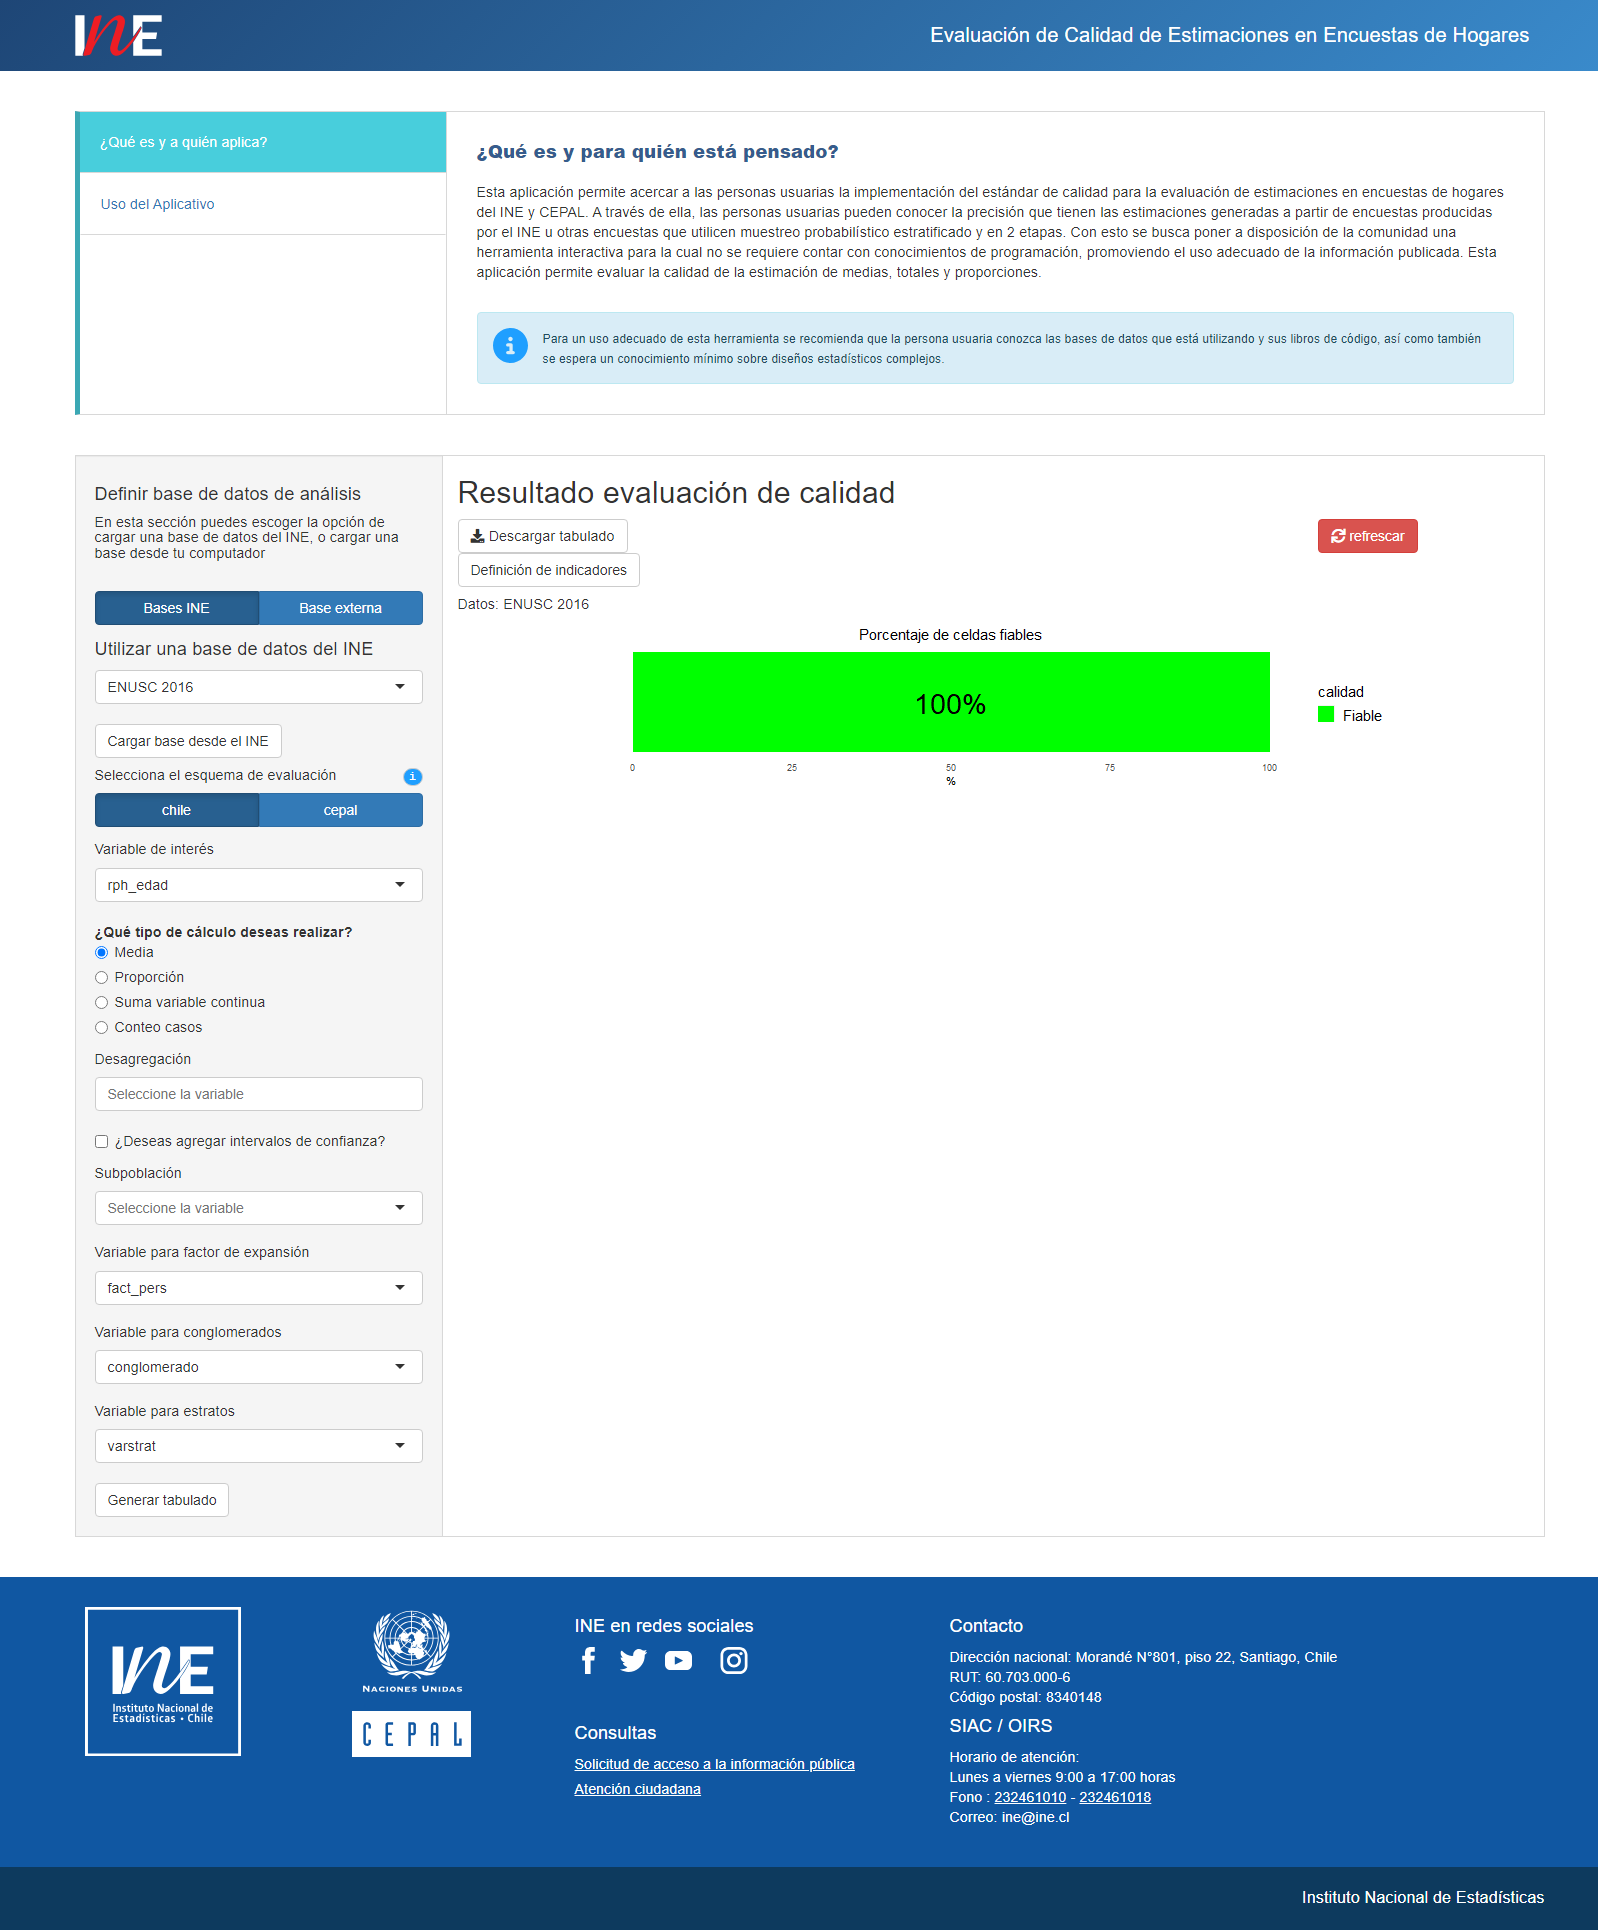 INE
Evaluación de Calidad de Estimaciones en Encuestas de Hogares
¿Qué es y a quién aplica?
Uso del Aplicativo
¿Qué es y para quién está pensado?
Esta aplicación permite acercar a las personas usuarias la implementación del estándar de calidad para la evaluación de estimaciones en encuestas de hogares
del INE y CEPAL. A través de ella, las personas usuarias pueden conocer la precisión que tienen las estimaciones generadas a partir de encuestas producidas
por el INE u otras encuestas que utilicen muestreo probabilístico estratificado y en 2 etapas. Con esto se busca poner a disposición de la comunidad una
herramienta interactiva para la cual no se requiere contar con conocimientos de programación, promoviendo el uso adecuado de la información publicada. Esta
aplicación permite evaluar la calidad de la estimación de medias, totales y proporciones.
Para un uso adecuado de esta herramienta se recomienda que la persona usuaria conozca las bases de datos que está utilizando y sus libros de código, así como también
se espera un conocimiento mínimo sobre diseños estadísticos complejos.
Definir base de datos de análisis
En esta sección puedes escoger la opción de
cargar una base de datos del INE, o cargar una
base desde tu computador
Bases INE
Base externa
Utilizar una base de datos del INE
ENUSC 2016
Cargar base desde el INE
Selecciona el esquema de evaluación
chile
cepal
Variable de interés
rph_edad
¿Qué tipo de cálculo deseas realizar?
Media
Proporción
Suma variable continua
Conteo casos
Desagregación
Seleccione la variable
¿Deseas agregar intervalos de confianza?
Subpoblación
Seleccione la variable
Variable para factor de expansión
fact_pers
Variable para conglomerados
conglomerado
Variable para estratos
varstrat
Generar tabulado
Resultado evaluación de calidad
Descargar tabulado
refrescar
Definición de indicadores
Datos: ENUSC 2016
Porcentaje de celdas fiables
100%
0 25 50 75 100
%
calidad
Fiable
INE
Instituto Nacional de
Estadísticas • Chile
NACIONES UNIDAS
CEPAL
INE en redes sociales
Consultas
Solicitud de acceso a la información pública
Atención ciudadana
Contacto
Dirección nacional: Morandé N°801, piso 22, Santiago, Chile
RUT: 60.703.000-6
Código postal: 8340148
SIAC / OIRS
Horario de atención:
Lunes a viernes 9:00 a 17:00 horas
Fono : 232461010 - 232461018
Correo: ine@ine.cl
Instituto Nacional de Estadísticas